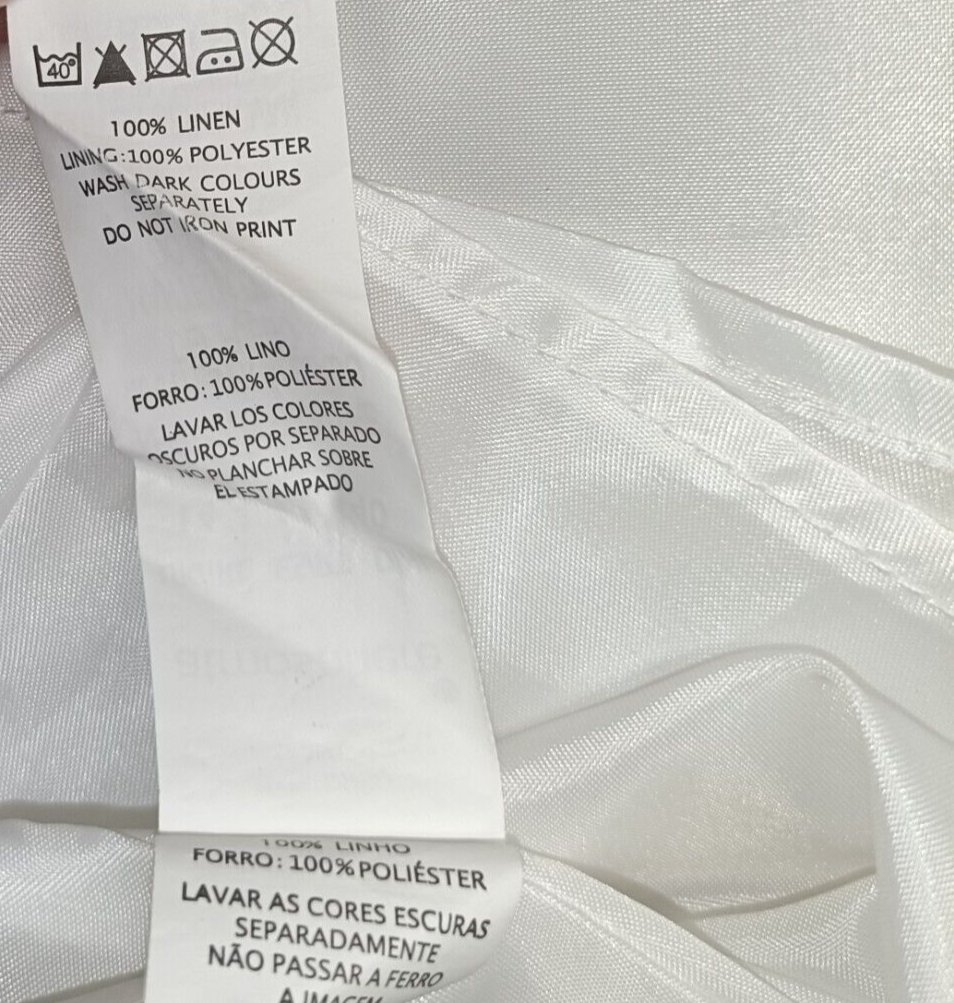 40°
100% LINEN
LINING:100% POLYESTER
WASH DARK COLOURS
SEPARATELY
DO NOT IRON PRINT
100% LINO
FORRO:100%POLIÉSTER
LAVAR LOS COLORES
OSCUROS POR SEPARADO
NO PLANCHAR SOBRE
EL ESTAMPADO
100% LINHO
FORRO:100%POLIÉSTER
LAVAR AS CORES ESCURAS
SEPARADAMENTE
NÃO PASSAR A FERRO
A IMAGEM